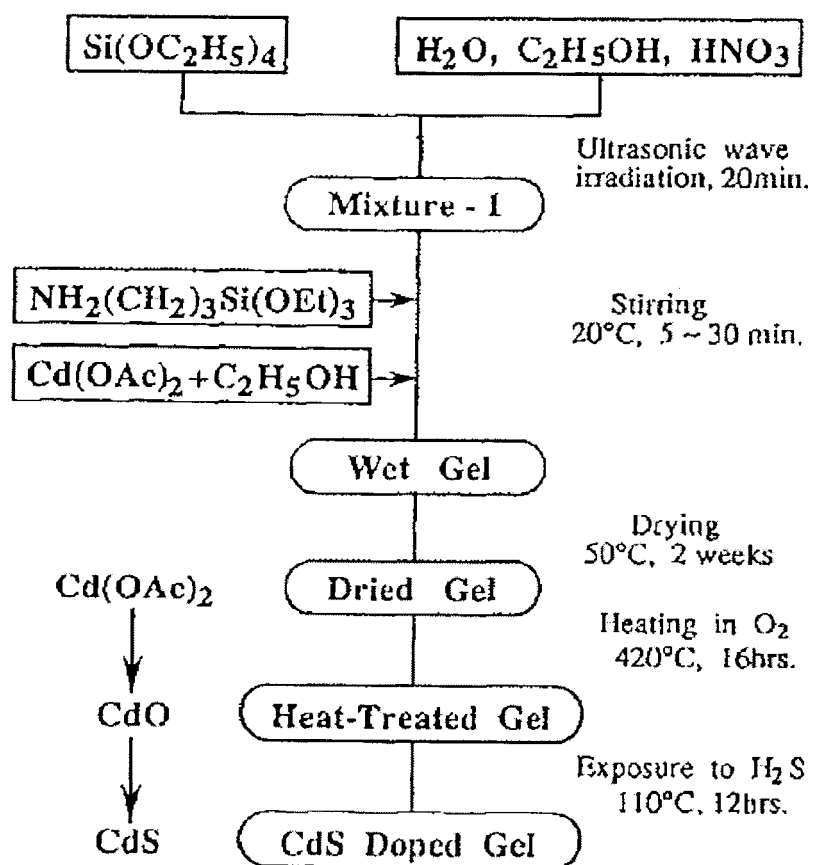 Si(OC2H5)4
H2O, C2H5OH, HNO3
Ultrasonic wave
irradiation, 20min.
Mixture - 1
NH2(CH2)3Si(OEt)3
Stirring
20°C, 5 ~ 30 min.
Cd(OAc)2+C2H5OH
Wet Gel
Drying
50°C, 2 weeks
Cd(OAc)2
Dried Gel
Heating in O2
420°C, 16hrs.
CdO
Heat-Treated Gel
Exposure to H2S
110°C, 12hrs.
CdS
CdS Doped Gel